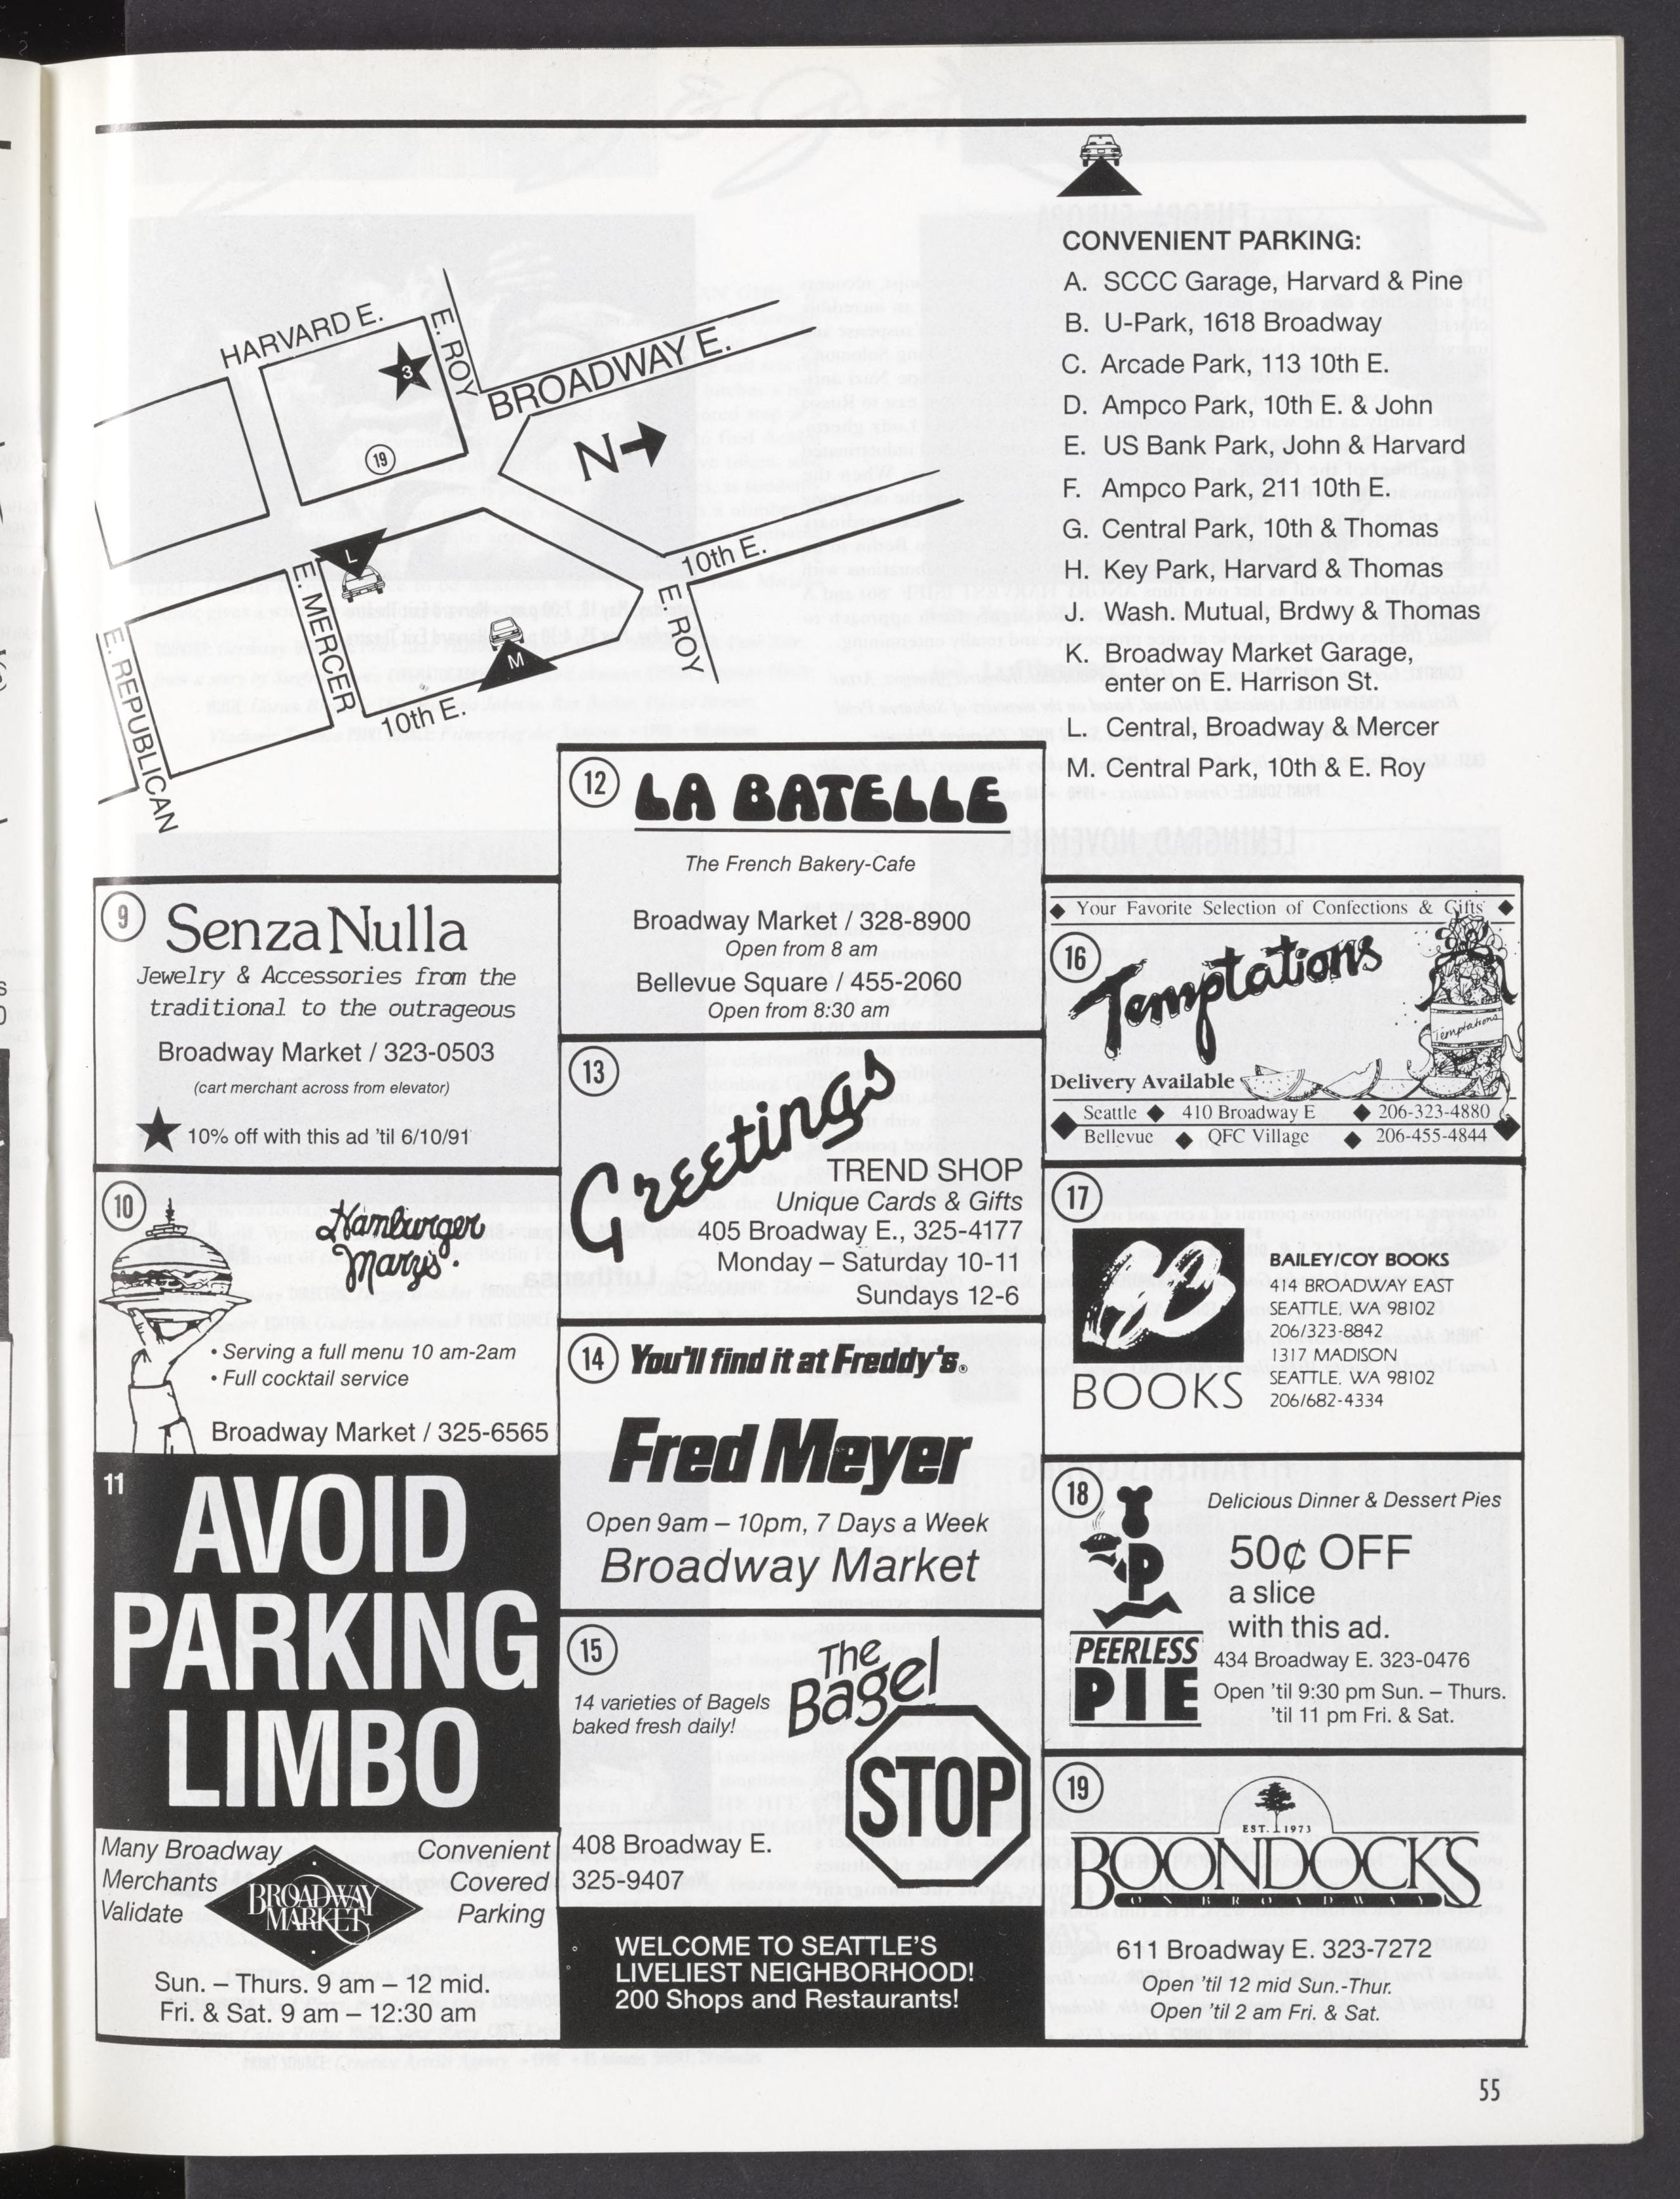 HARVARD E.
E. ROY
3
BROADWAY E.
N
19
L
10th E.
E. MERCER
E. ROY
M
E. REPUBLICAN
10th E.
CONVENIENT PARKING:
A. SCCC Garage, Harvard & Pine
B. U-Park, 1618 Broadway
C. Arcade Park, 113 10th E.
D. Ampco Park, 10th E. & John
E. US Bank Park, John & Harvard
F. Ampco Park, 211 10th E.
G. Central Park, 10th & Thomas
H. Key Park, Harvard & Thomas
J. Wash. Mutual, Brdwy & Thomas
K. Broadway Market Garage,
enter on E. Harrison St.
L. Central, Broadway & Mercer
M. Central Park, 10th & E. Roy
9
Senza Nulla
Jewelry & Accessories from the
traditional to the outrageous
Broadway Market / 323-0503
(cart merchant across from elevator)
10% off with this ad 'til 6/10/91
10
Hamburger
Marys.
• Serving a full menu 10 am-2am
• Full cocktail service
Broadway Market / 325-6565
11
AVOID
PARKING
LIMBO
Many Broadway
Merchants
Validate
BROADWAY
MARKET
Convenient
Covered
Parking
Sun. – Thurs. 9 am – 12 mid.
Fri. & Sat. 9 am – 12:30 am
12
LA BATELLE
The French Bakery-Cafe
Broadway Market / 328-8900
Open from 8 am
Bellevue Square / 455-2060
Open from 8:30 am
13
Greetings
TREND SHOP
Unique Cards & Gifts
405 Broadway E., 325-4177
Monday – Saturday 10-11
Sundays 12-6
14
You'll find it at Freddy's®
Fred Meyer
Open 9am – 10pm, 7 Days a Week
Broadway Market
15
The
Bagel
STOP
14 varieties of Bagels
baked fresh daily!
408 Broadway E.
325-9407
WELCOME TO SEATTLE'S
LIVELIEST NEIGHBORHOOD!
200 Shops and Restaurants!
◆ Your Favorite Selection of Confections & Gifts ◆
16
Temptations
Temptations
Delivery Available
◆ Seattle ◆ 410 Broadway E ◆ 206-323-4880
Bellevue ◆ QFC Village ◆ 206-455-4844 ◆
17
BOOKS
BAILEY/COY BOOKS
414 BROADWAY EAST
SEATTLE, WA 98102
206/323-8842
1317 MADISON
SEATTLE, WA 98102
206/682-4334
18
P
PEERLESS
PIE
Delicious Dinner & Dessert Pies
50¢ OFF
a slice
with this ad.
434 Broadway E. 323-0476
Open 'til 9:30 pm Sun. – Thurs.
'til 11 pm Fri. & Sat.
19
EST. 1973
BOONDOCK'S
ON BROADWAY
611 Broadway E. 323-7272
Open 'til 12 mid Sun.-Thur.
Open 'til 2 am Fri. & Sat.
55